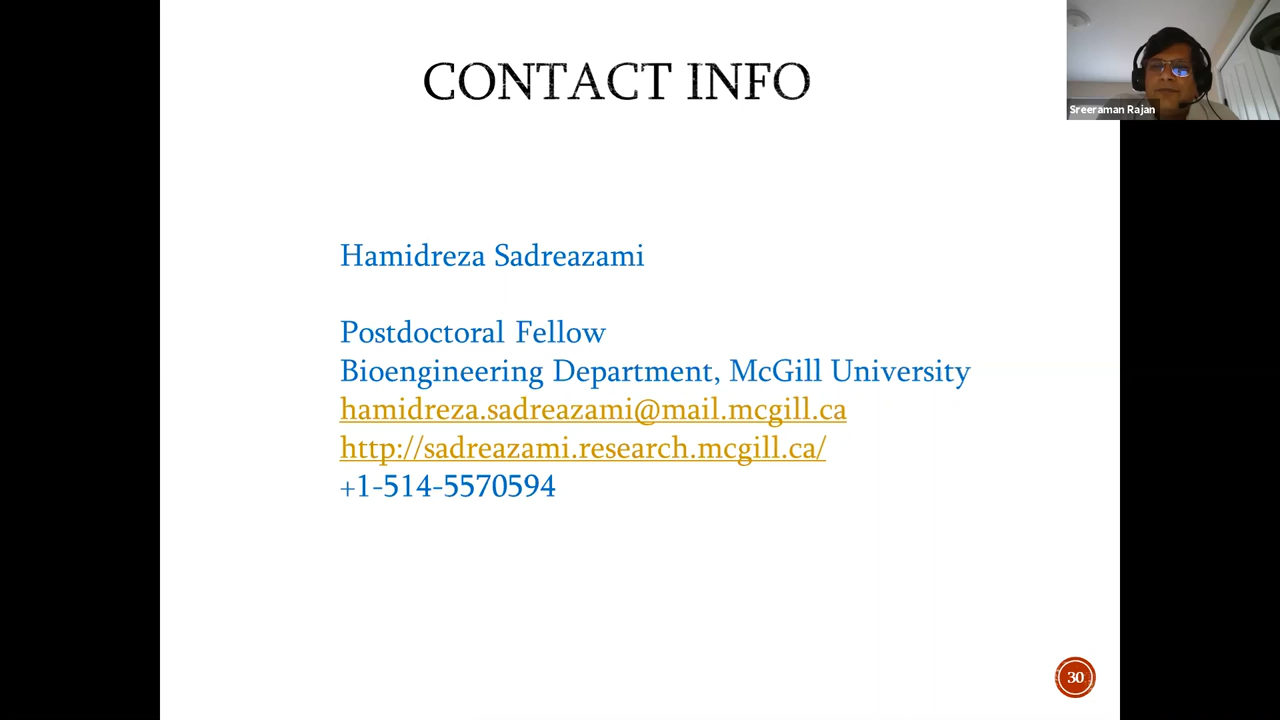 CONTACT INFO
Sreeraman Rajan
Hamidreza Sadreazami
Postdoctoral Fellow
Bioengineering Department, McGill University
hamidreza.sadreazami@mail.mcgill.ca
http://sadreazami.research.mcgill.ca/
+1-514-5570594
30